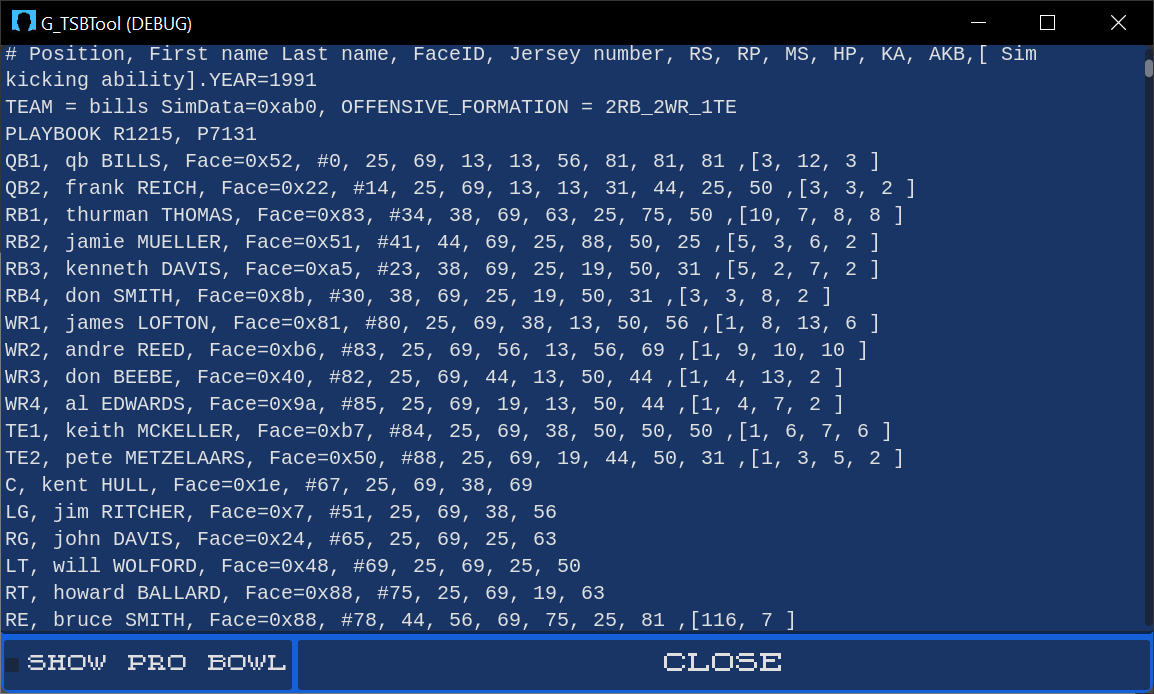 G_TSBTool (DEBUG)
# Position, First name Last name, FaceID, Jersey number, RS, RP, MS, HP, KA, AKB,[ Sim
kicking ability].YEAR=1991
TEAM = bills SimData=0xab0, OFFENSIVE_FORMATION = 2RB_2WR_1TE
PLAYBOOK R1215, P7131
QB1, qb BILLS, Face=0x52, #0, 25, 69, 13, 13, 56, 81, 81, 81 ,[3, 12, 3 ]
QB2, frank REICH, Face=0x22, #14, 25, 69, 13, 13, 31, 44, 25, 50 ,[3, 3, 2 ]
RB1, thurman THOMAS, Face=0x83, #34, 38, 69, 63, 25, 75, 50 ,[10, 7, 8, 8 ]
RB2, jamie MUELLER, Face=0x51, #41, 44, 69, 25, 88, 50, 25 ,[5, 3, 6, 2 ]
RB3, kenneth DAVIS, Face=0xa5, #23, 38, 69, 25, 19, 50, 31 ,[5, 2, 7, 2 ]
RB4, don SMITH, Face=0x8b, #30, 38, 69, 25, 19, 50, 31 ,[3, 3, 8, 2 ]
WR1, james LOFTON, Face=0x81, #80, 25, 69, 38, 13, 50, 56 ,[1, 8, 13, 6 ]
WR2, andre REED, Face=0xb6, #83, 25, 69, 56, 13, 56, 69 ,[1, 9, 10, 10 ]
WR3, don BEEBE, Face=0x40, #82, 25, 69, 44, 13, 50, 44 ,[1, 4, 13, 2 ]
WR4, al EDWARDS, Face=0x9a, #85, 25, 69, 19, 13, 50, 44 ,[1, 4, 7, 2 ]
TE1, keith MCKELLER, Face=0xb7, #84, 25, 69, 38, 50, 50, 50 ,[1, 6, 7, 6 ]
TE2, pete METZELAARS, Face=0x50, #88, 25, 69, 19, 44, 50, 31 ,[1, 3, 5, 2 ]
C, kent HULL, Face=0x1e, #67, 25, 69, 38, 69
LG, jim RITCHER, Face=0x7, #51, 25, 69, 38, 56
RG, john DAVIS, Face=0x24, #65, 25, 69, 25, 63
LT, will WOLFORD, Face=0x48, #69, 25, 69, 25, 50
RT, howard BALLARD, Face=0x88, #75, 25, 69, 19, 63
RE, bruce SMITH, Face=0x88, #78, 44, 56, 69, 75, 25, 81 ,[116, 7 ]
SHOW PRO BOWL
CLOSE